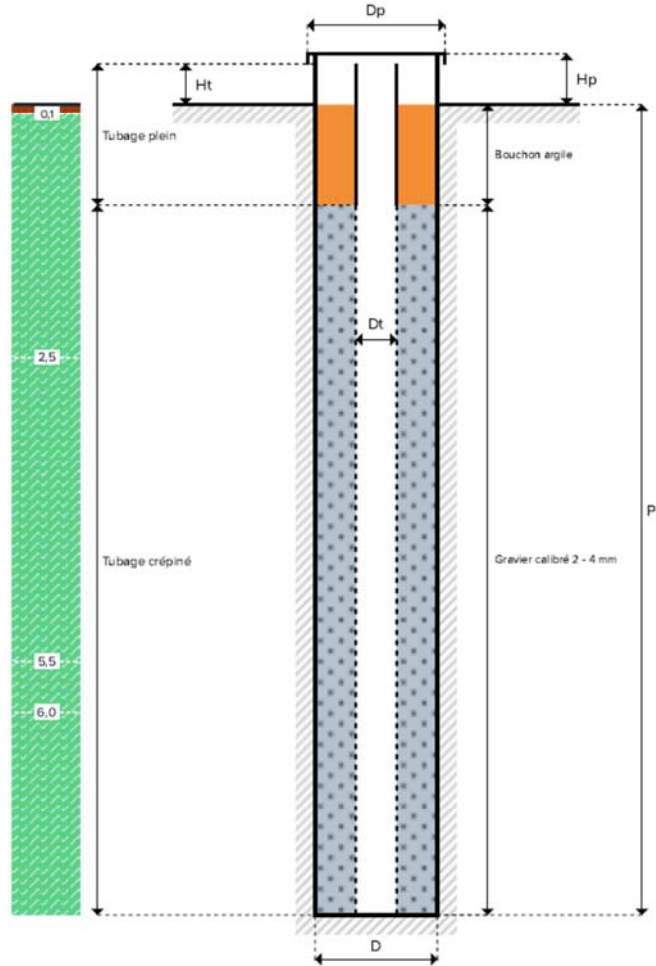 Dp
Ht
Hp
0,1
Tubage plein
Bouchon argile
2,5
Dt
P
Tubage crépiné
Gravier calibré 2 - 4 mm
5,5
6,0
D